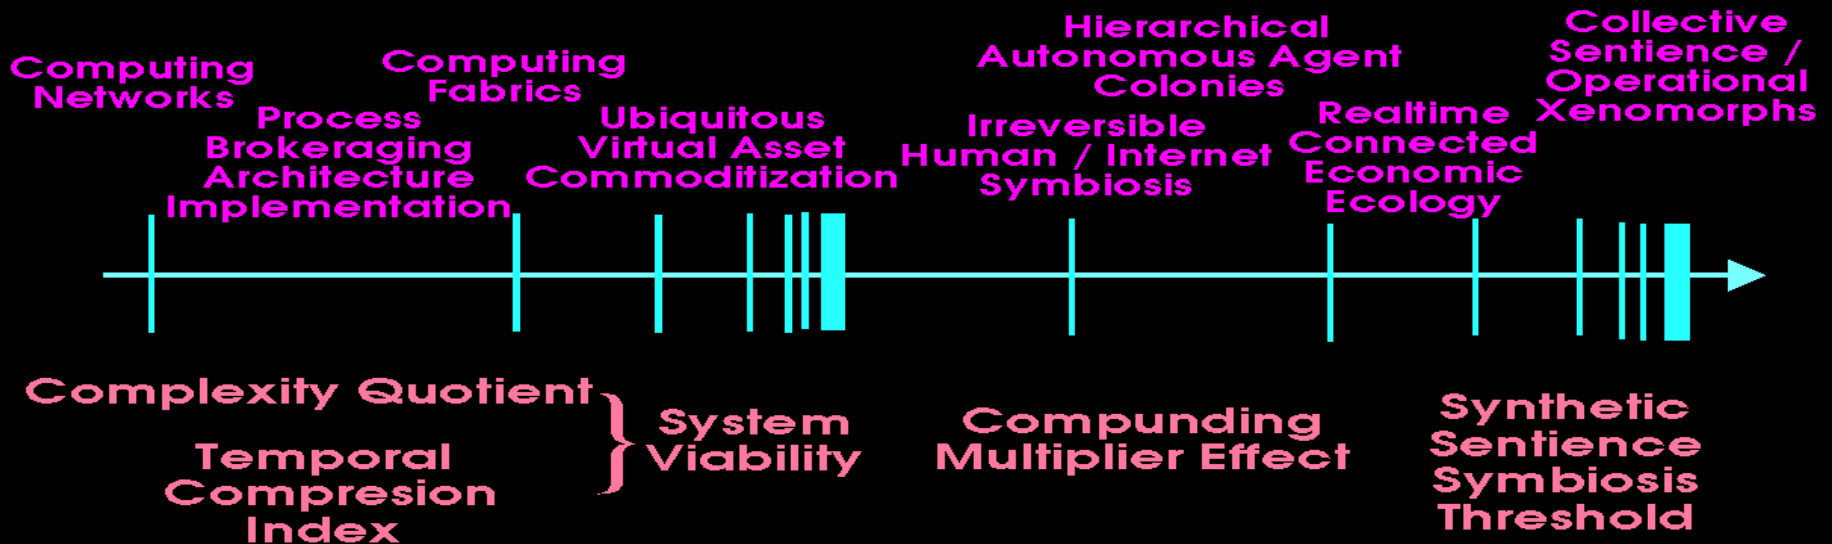 Computing
Networks
Process
Brokeraging
Architecture
Implementation
Computing
Fabrics
Ubiquitous
Virtual Asset
Commoditization
Irreversible
Human / Internet
Symbiosis
Hierarchical
Autonomous Agent
Colonies
Realtime
Connected
Economic
Ecology
Collective
Sentience /
Operational
Xenomorphs
Complexity Quotient
Temporal
Compresion
Index
}
System
Viability
Compunding
Multiplier Effect
Synthetic
Sentience
Symbiosis
Threshold